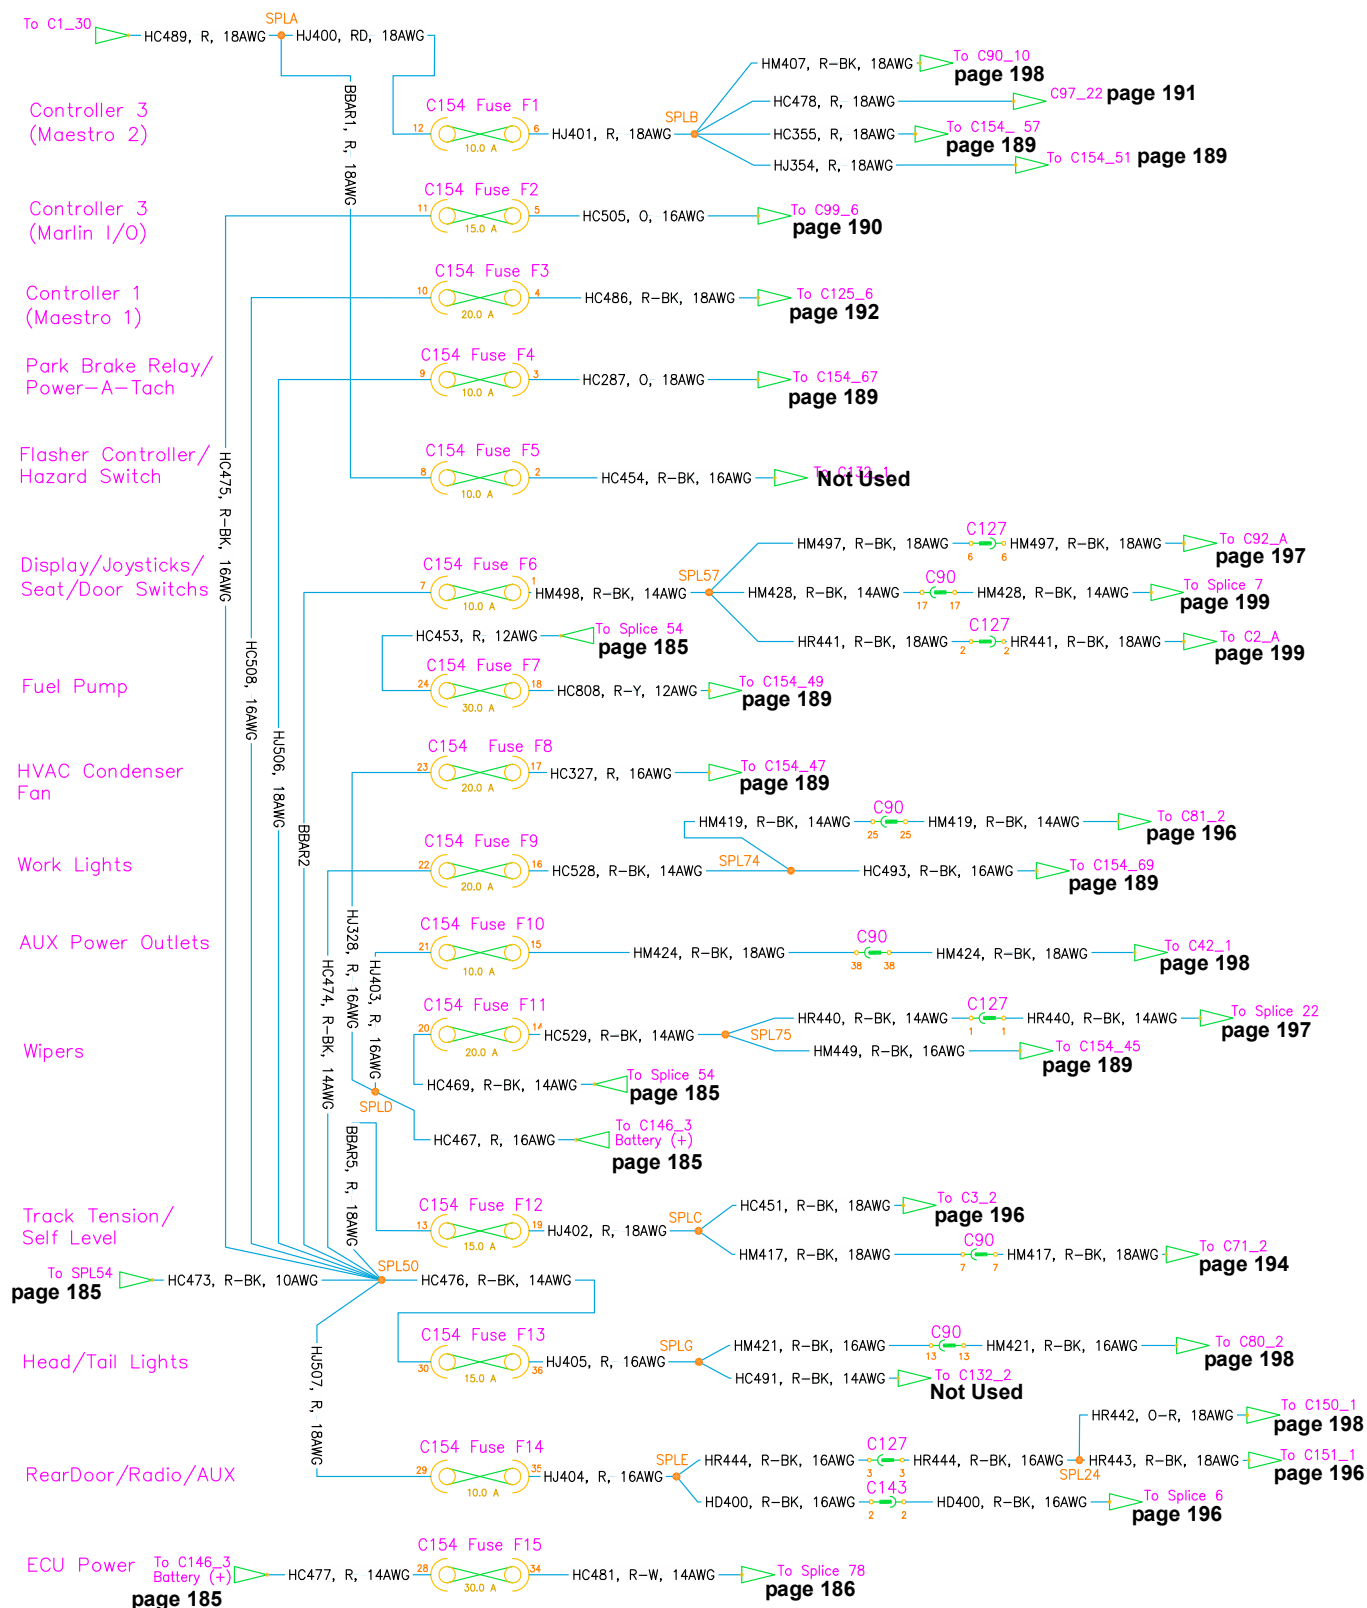 To C1_30
SPLA
HC489, R, 18AWG
HJ400, RD, 18AWG
BBAR1, R, 18AWG
Controller 3
(Maestro 2)
C154 Fuse F1
12
6
10.0 A
HJ401, R, 18AWG
SPLB
HM407, R-BK, 18AWG
To C90_10
page 198
HC478, R, 18AWG
C97_22 page 191
HC355, R, 18AWG
To C154_ 57
page 189
HJ354, R, 18AWG
To C154_51 page 189
Controller 3
(Marlin I/O)
C154 Fuse F2
11
5
15.0 A
HC505, O, 16AWG
To C99_6
page 190
Controller 1
(Maestro 1)
C154 Fuse F3
10
4
20.0 A
HC486, R-BK, 18AWG
To C125_6
page 192
Park Brake Relay/
Power-A-Tach
C154 Fuse F4
9
3
10.0 A
HC287, O, 18AWG
To C154_67
page 189
Flasher Controller/
Hazard Switch
C154 Fuse F5
8
2
10.0 A
HC454, R-BK, 16AWG
To C132_1
Not Used
HC475, R-BK, 16AWG
HC508, 16AWG
HJ506, 18AWG
BBAR2
Display/Joysticks/
Seat/Door Switchs
C154 Fuse F6
7
1
10.0 A
HM498, R-BK, 14AWG
SPL57
HM497, R-BK, 18AWG
C127
6
6
HM497, R-BK, 18AWG
To C92_A
page 197
HM428, R-BK, 14AWG
C90
17
17
HM428, R-BK, 14AWG
To Splice 7
page 199
HR441, R-BK, 18AWG
C127
2
2
HR441, R-BK, 18AWG
To C2_A
page 199
HC453, R, 12AWG
To Splice 54
page 185
Fuel Pump
C154 Fuse F7
24
18
30.0 A
HC808, R-Y, 12AWG
To C154_49
page 189
HVAC Condenser
Fan
C154 Fuse F8
23
17
20.0 A
HC327, R, 16AWG
To C154_47
page 189
Work Lights
C154 Fuse F9
22
16
20.0 A
HC528, R-BK, 14AWG
SPL74
HM419, R-BK, 14AWG
C90
25
25
HM419, R-BK, 14AWG
To C81_2
page 196
HC493, R-BK, 16AWG
To C154_69
page 189
HJ328, R, 16AWG
HC474, R-BK, 14AWG
HJ403, R, 16AWG
AUX Power Outlets
C154 Fuse F10
21
15
10.0 A
HM424, R-BK, 18AWG
C90
38
38
HM424, R-BK, 18AWG
To C42_1
page 198
Wipers
C154 Fuse F11
20
14
20.0 A
HC529, R-BK, 14AWG
SPL75
HR440, R-BK, 14AWG
C127
1
1
HR440, R-BK, 14AWG
To Splice 22
page 197
HM449, R-BK, 16AWG
To C154_45
page 189
HC469, R-BK, 14AWG
To Splice 54
page 185
SPLD
HC467, R, 16AWG
To C146_3
Battery (+)
page 185
BBAR5, R, 18AWG
Track Tension/
Self Level
C154 Fuse F12
13
19
15.0 A
HJ402, R, 18AWG
SPLC
HC451, R-BK, 18AWG
To C3_2
page 196
HM417, R-BK, 18AWG
C90
7
7
HM417, R-BK, 18AWG
To C71_2
page 194
To SPL54
page 185
HC473, R-BK, 10AWG
SPL50
HC476, R-BK, 14AWG
HJ507, R, 18AWG
Head/Tail Lights
C154 Fuse F13
30
36
15.0 A
HJ405, R, 16AWG
SPLG
HM421, R-BK, 16AWG
C90
13
13
HM421, R-BK, 16AWG
To C80_2
page 198
HC491, R-BK, 14AWG
To C132_2
Not Used
RearDoor/Radio/AUX
C154 Fuse F14
29
35
10.0 A
HJ404, R, 16AWG
SPLE
HR444, R-BK, 16AWG
C127
3
3
HR444, R-BK, 16AWG
SPL24
HR442, O-R, 18AWG
To C150_1
page 198
HR443, R-BK, 18AWG
To C151_1
page 196
HD400, R-BK, 16AWG
C143
2
2
HD400, R-BK, 16AWG
To Splice 6
page 196
ECU Power
To C146_3
Battery (+)
page 185
HC477, R, 14AWG
C154 Fuse F15
28
34
30.0 A
HC481, R-W, 14AWG
To Splice 78
page 186